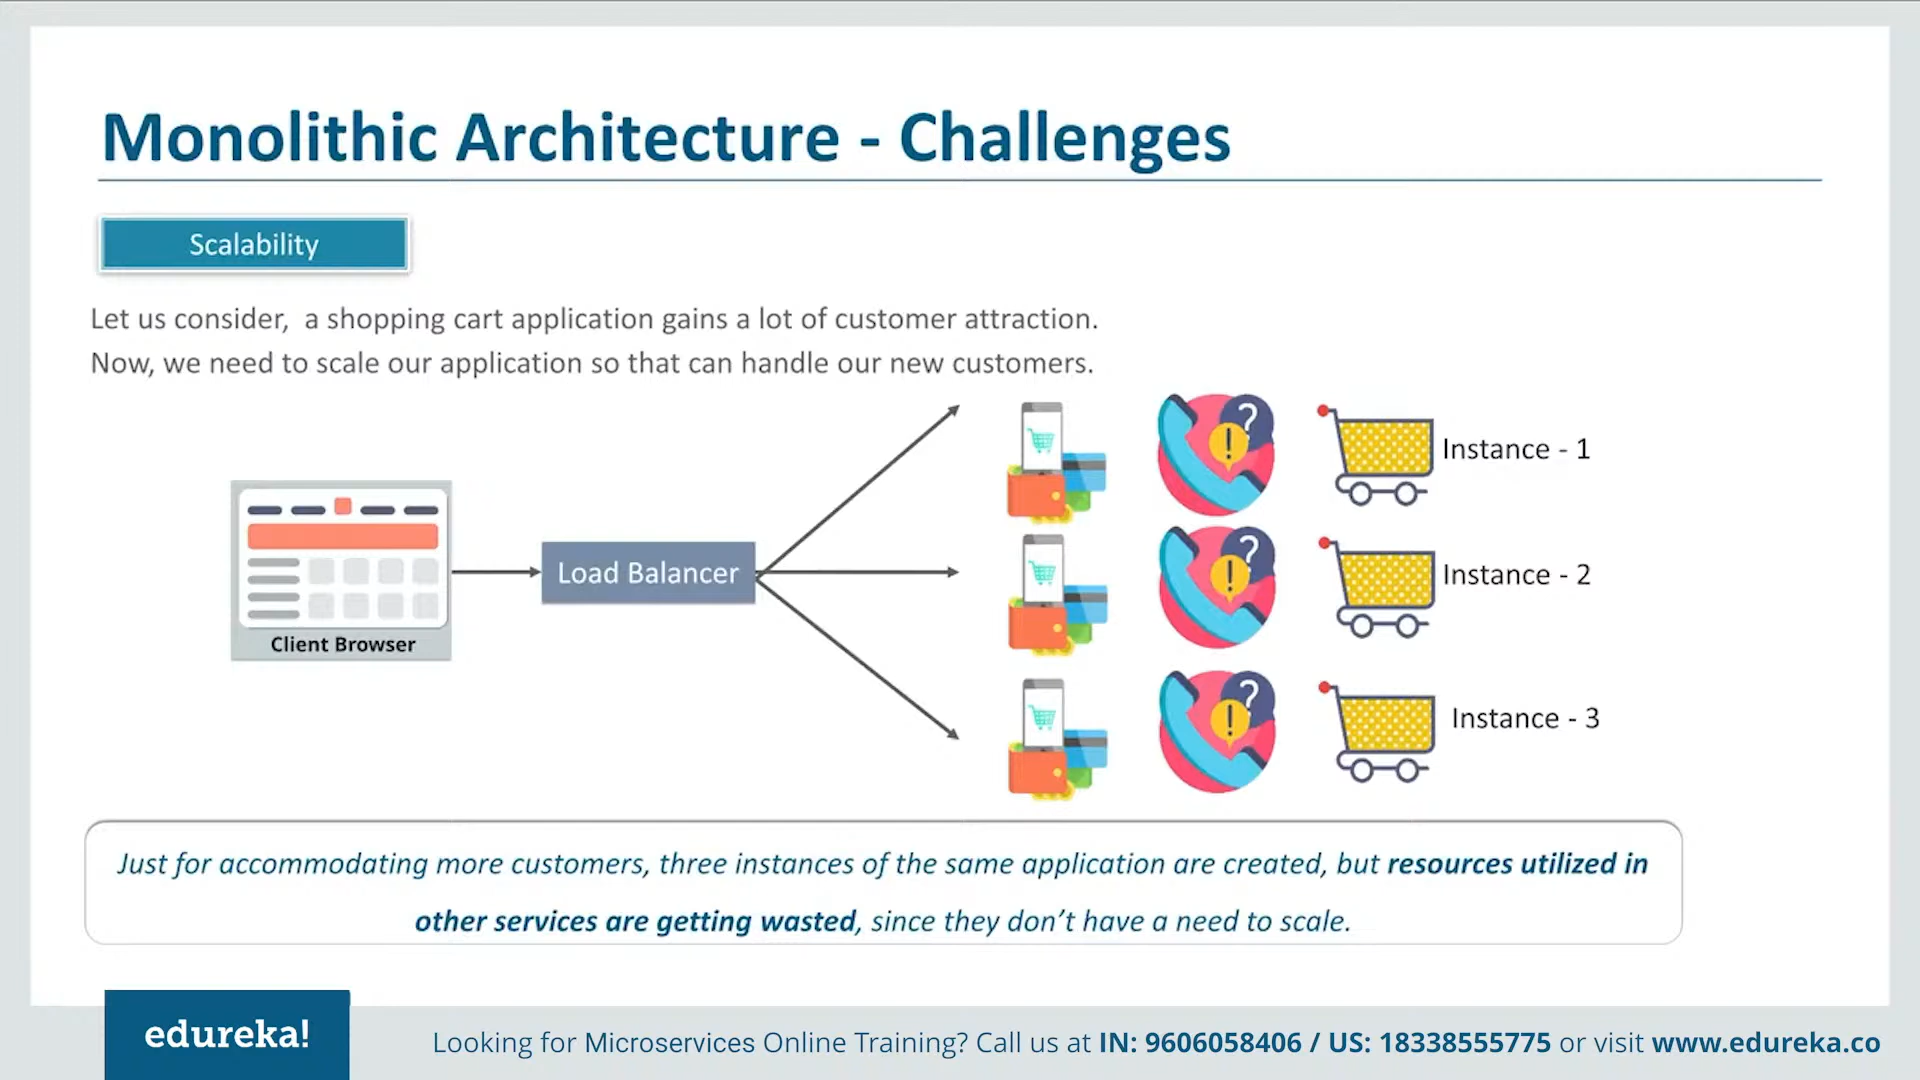 Monolithic Architecture - Challenges
Scalability
Let us consider,  a shopping cart application gains a lot of customer attraction.
Now, we need to scale our application so that can handle our new customers.
Instance - 1
Client Browser
Load Balancer
Instance - 2
Instance - 3
Just for accommodating more customers, three instances of the same application are created, but resources utilized in
other services are getting wasted, since they don’t have a need to scale.
edureka!
Looking for Microservices Online Training? Call us at IN: 9606058406 / US: 18338555775 or visit www.edureka.co